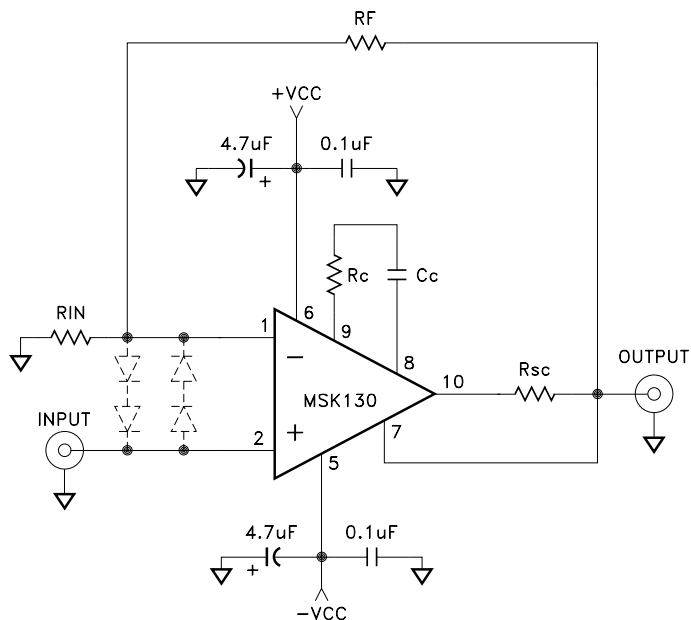 RF
+VCC
4.7uF
0.1uF
+
Rc
Cc
RIN
1
6
9
8
−
MSK130
10
Rsc
OUTPUT
INPUT
2
+
7
5
4.7uF
0.1uF
+
−VCC